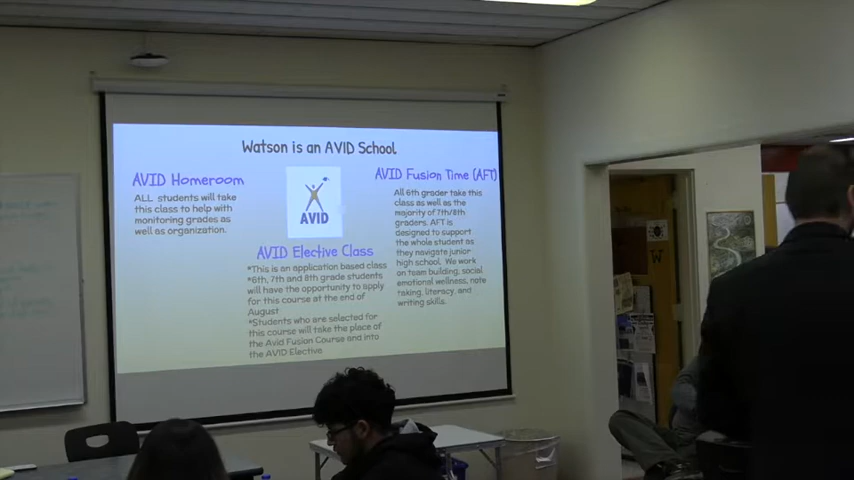 Watson is an AVID School
AVID Homeroom
ALL students will take
this class to help with
monitoring grades as
well as organization.
AVID
AVID Elective Class
*This is an application based class
*6th, 7th and 8th grade students
will have the opportunity to apply
for this course at the end of
August
*Students who are selected for
this course will take the place of
the Avid Fusion Course and into
the AVID Elective
AVID Fusion Time (AFT)
All 6th grader take this
class as well as the
majority of 7th/8th
graders. AFT is
designed to support
the whole student as
they navigate junior
high school. We work
on team building, social
emotional wellness, note
taking, literacy, and
writing skills.